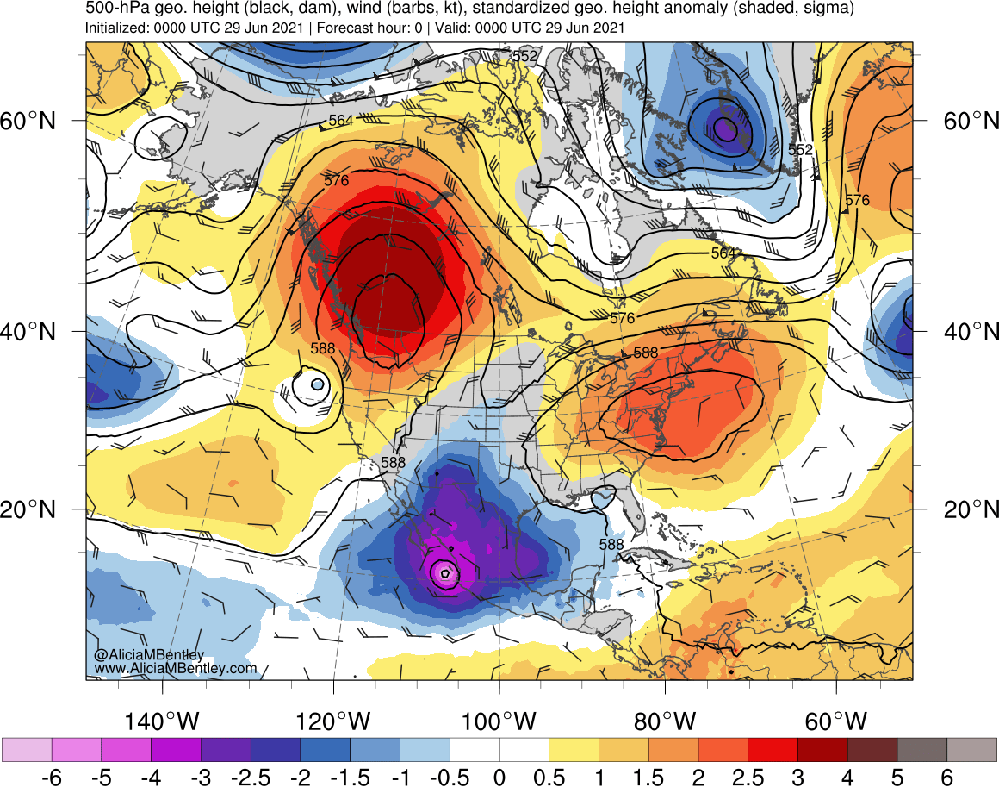 500-hPa geo. height (black, dam), wind (barbs, kt), standardized geo. height anomaly (shaded, sigma)
Initialized: 0000 UTC 29 Jun 2021 | Forecast hour: 0 | Valid: 0000 UTC 29 Jun 2021
552
60°N
564
60°N
552
576
576
564
576
40°N
40°N
588
588
588
20°N
20°N
588
@AliciaMBentley
www.AliciaMBentley.com
140°W 120°W 100°W 80°W 60°W
-6 -5 -4 -3 -2.5 -2 -1.5 -1 -0.5 0 0.5 1 1.5 2 2.5 3 4 5 6